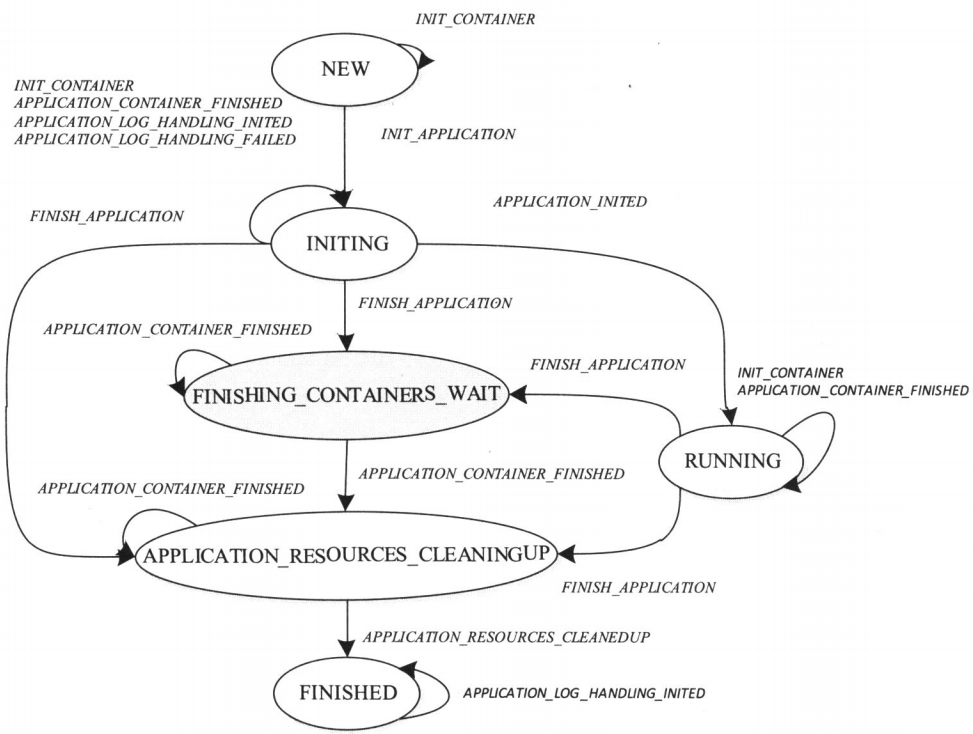 INIT_CONTAINER
NEW
INIT_CONTAINER
APPLICATION_CONTAINER_FINISHED
APPLICATION_LOG_HANDLING_INITED
APPLICATION_LOG_HANDLING_FAILED
INIT_APPLICATION
APPLICATION_INITED
FINISH_APPLICATION
INITING
FINISH_APPLICATION
APPLICATION_CONTAINER_FINISHED
FINISH_APPLICATION
INIT_CONTAINER
APPLICATION_CONTAINER_FINISHED
FINISHING_CONTAINERS_WAIT
RUNNING
APPLICATION_CONTAINER_FINISHED
APPLICATION_CONTAINER_FINISHED
APPLICATION_RESOURCES_CLEANINGUP
FINISH_APPLICATION
APPLICATION_RESOURCES_CLEANEDUP
FINISHED
APPLICATION_LOG_HANDLING_INITED